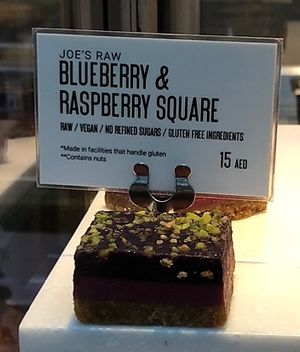 JOE'S RAW
BLUEBERRY &
RASPBERRY SQUARE
RAW / VEGAN / NO REFINED SUGARS / GLUTEN FREE INGREDIENTS
*Made in facilities that handle gluten
**Contains nuts
15 AED